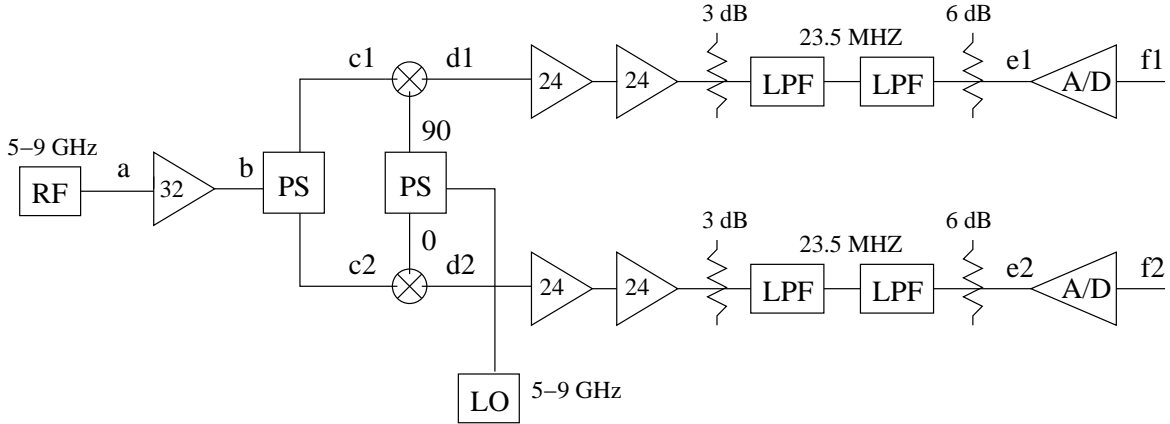 3 dB
6 dB
23.5 MHZ
c1
d1
24
24
LPF
LPF
e1
A/D
f1
5–9 GHz
RF
a
32
b
PS
90
PS
0
3 dB
6 dB
23.5 MHZ
c2
d2
24
24
LPF
LPF
e2
A/D
f2
LO
5–9 GHz